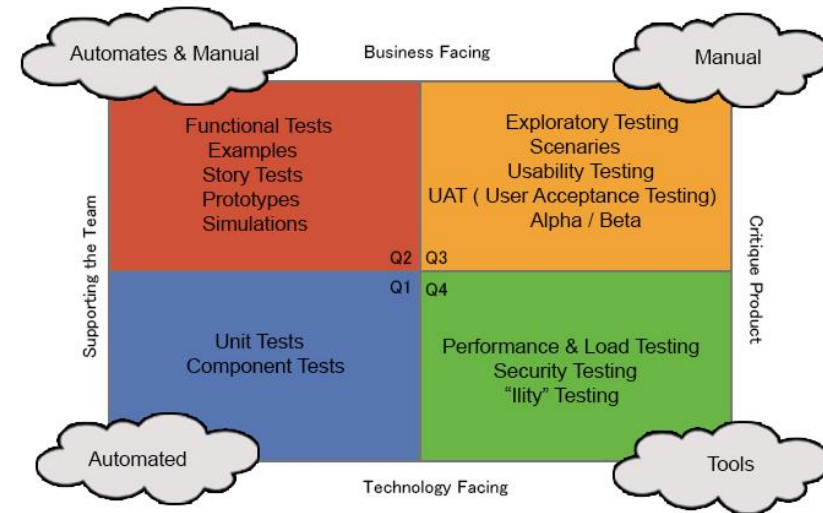 Automates & Manual
Business Facing
Manual
Functional Tests
Examples
Story Tests
Prototypes
Simulations
Exploratory Testing
Scenaries
Usability Testing
UAT ( User Acceptance Testing)
Alpha / Beta
Supporting the Team
Critique Product
Q2
Q3
Q1
Q4
Unit Tests
Component Tests
Performance & Load Testing
Security Testing
“Ility” Testing
Automated
Technology Facing
Tools